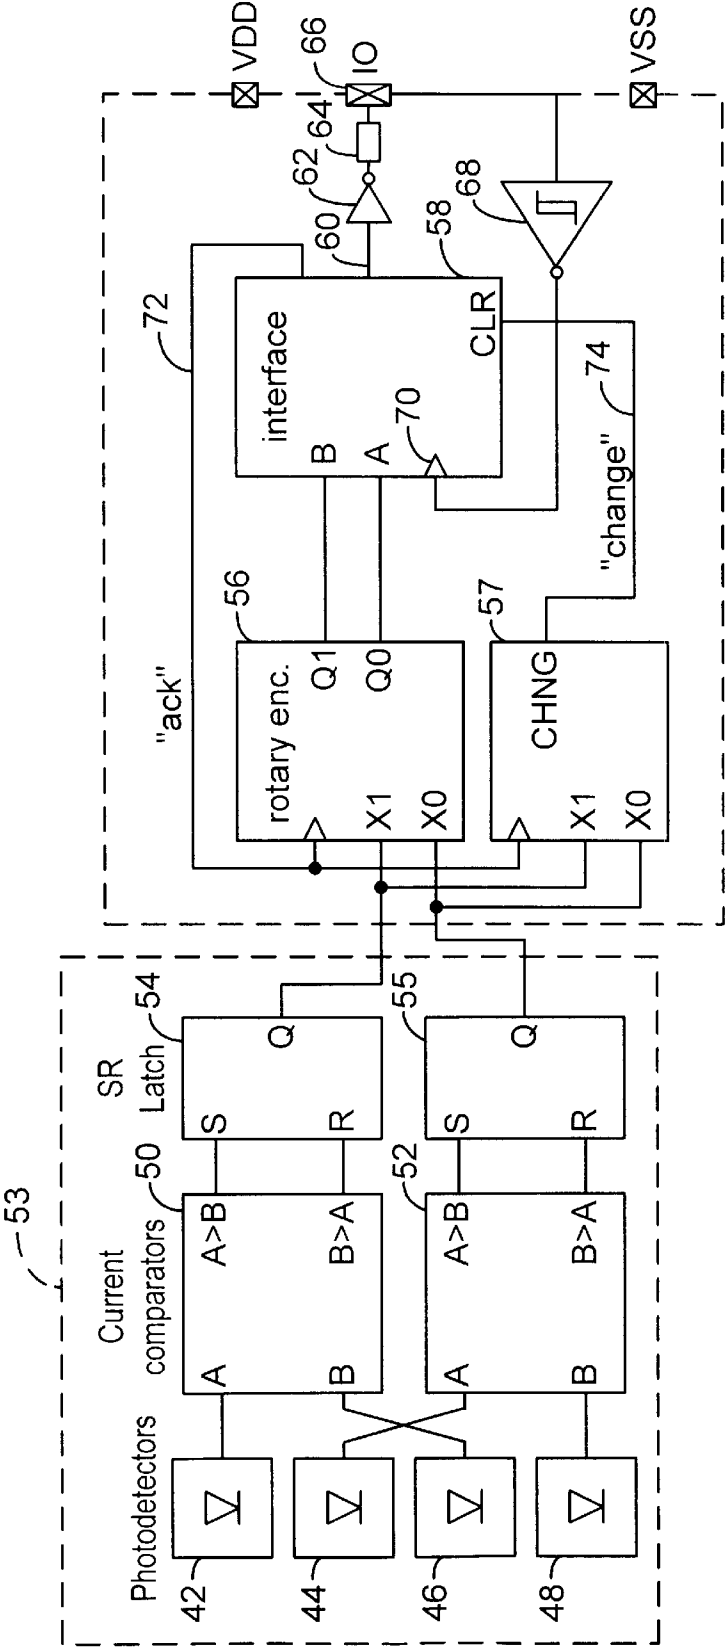 53
Photodetectors
Current
comparators
SR
Latch
42
44
46
48
50
A
B
A>B
B>A
52
A
B
A>B
B>A
54
S
R
Q
55
S
R
Q
"ack"
72
56
rotary enc.
X1
X0
Q1
Q0
57
CHNG
X1
X0
"change"
74
interface
B
A
70
CLR
58
60
62
64
66
68
VDD
IO
VSS